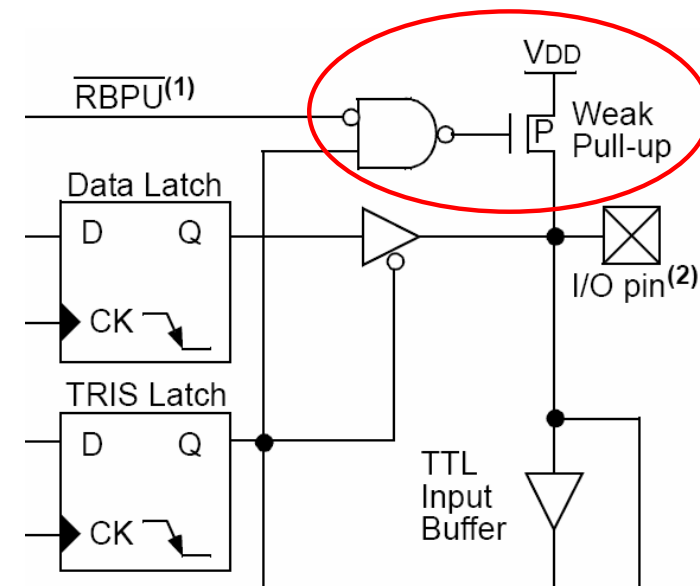 VDD
RBPU(1)
P
Weak
Pull-up
Data Latch
D Q
CK
I/O pin(2)
TRIS Latch
D Q
CK
TTL
Input
Buffer